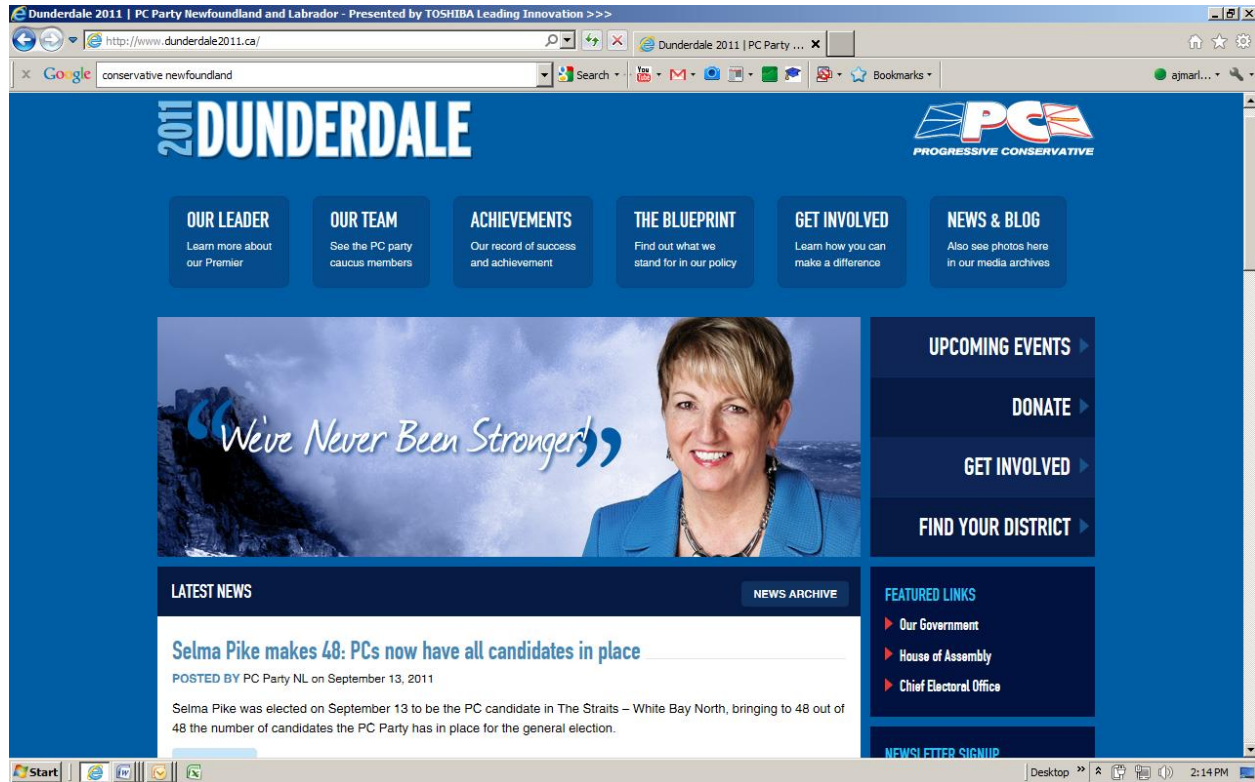 Dunderdale 2011 | PC Party Newfoundland and Labrador - Presented by TOSHIBA Leading Innovation >>>
http://www.dunderdale2011.ca/
Dunderdale 2011 | PC Party ...
x Google conservative newfoundland Search Bookmarks ajmarl...
2011 DUNDERDALE
PC
PROGRESSIVE CONSERVATIVE
OUR LEADER
Learn more about
our Premier
OUR TEAM
See the PC party
caucus members
ACHIEVEMENTS
Our record of success
and achievement
THE BLUEPRINT
Find out what we
stand for in our policy
GET INVOLVED
Learn how you can
make a difference
NEWS & BLOG
Also see photos here
in our media archives
“We've Never Been Stronger!”
UPCOMING EVENTS
DONATE
GET INVOLVED
FIND YOUR DISTRICT
LATEST NEWS
NEWS ARCHIVE
Selma Pike makes 48: PCs now have all candidates in place
POSTED BY PC Party NL on September 13, 2011
Selma Pike was elected on September 13 to be the PC candidate in The Straits – White Bay North, bringing to 48 out of
48 the number of candidates the PC Party has in place for the general election.
FEATURED LINKS
Our Government
House of Assembly
Chief Electoral Office
NEWSLETTER SIGNUP
Start
Desktop »
2:14 PM